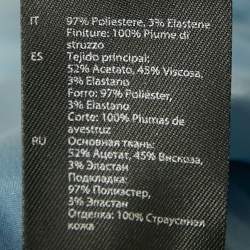 IT
97% Poliestere, 3% Elastene
Finiture: 100% Piume di
struzzo
ES
Tejido principal:
52% Acetato, 45% Viscosa,
3% Elastano
Forro: 97% Poliéster,
3% Elastano
Corte: 100% Plumas de
avestruz
RU
Основная ткань:
52% Ацетат, 45% Вискоза,
3% Эластан
Подкладка:
97% Полиэстер,
3% Эластан
Отделка: 100% Страусиная
кожа